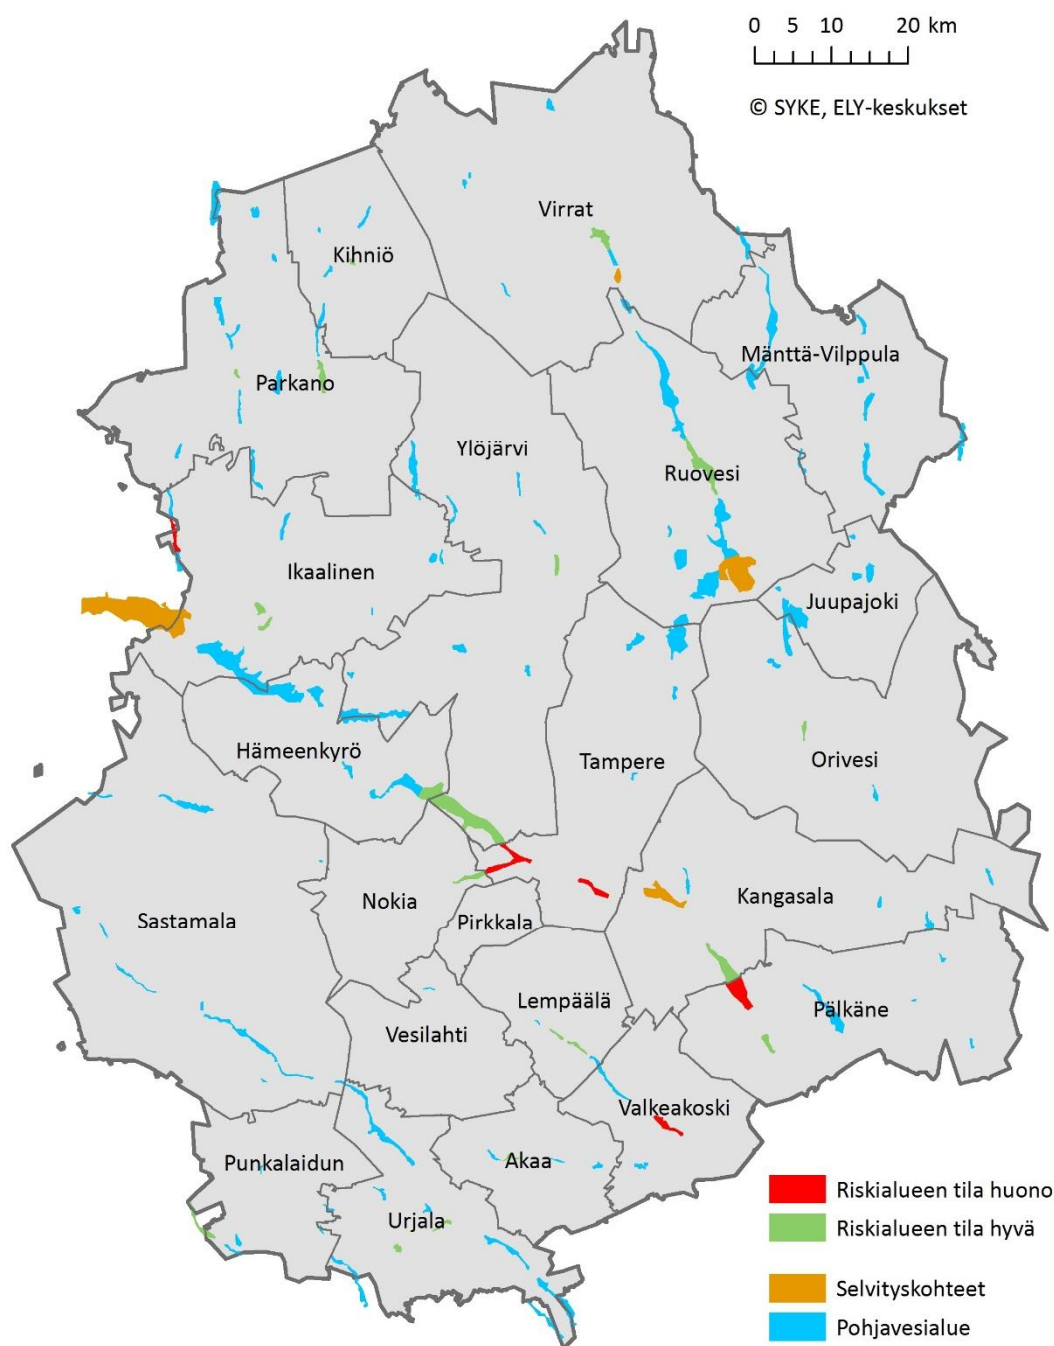 0 5 10 20 km
© SYKE, ELY-keskukset
Virrat
Kihniö
Mänttä-Vilppula
Parkano
Ylöjärvi
Ruovesi
Ikaalinen
Juupajoki
Hämeenkyrö
Tampere
Orivesi
Kangasala
Nokia
Sastamala
Pirkkala
Lempäälä
Pälkäne
Vesilahti
Valkeakoski
Punkalaidun
Akaa
Urjala
Riskialueen tila huono
Riskialueen tila hyvä
Selvityskohteet
Pohjavesialue